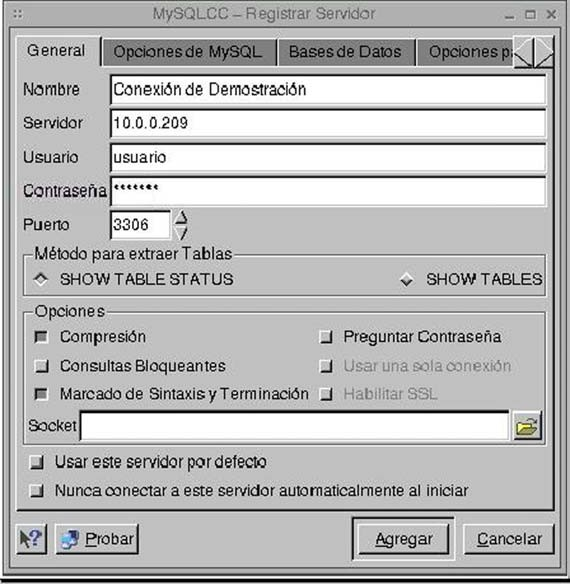 MySQLCC – Registrar Servidor
General Opciones de MySQL Bases de Datos Opciones p
Nombre Conexión de Demostración
Servidor 10.0.0.209
Usuario usuario
Contraseña *******
Puerto 3306
Método para extraer Tablas
SHOW TABLE STATUS SHOW TABLES
Opciones
Compresión Preguntar Contraseña
Consultas Bloqueantes Usar una sola conexión
Marcado de Sintaxis y Terminación Habilitar SSL
Socket
Usar este servidor por defecto
Nunca conectar a este servidor automaticalmente al iniciar
Probar Agregar Cancelar